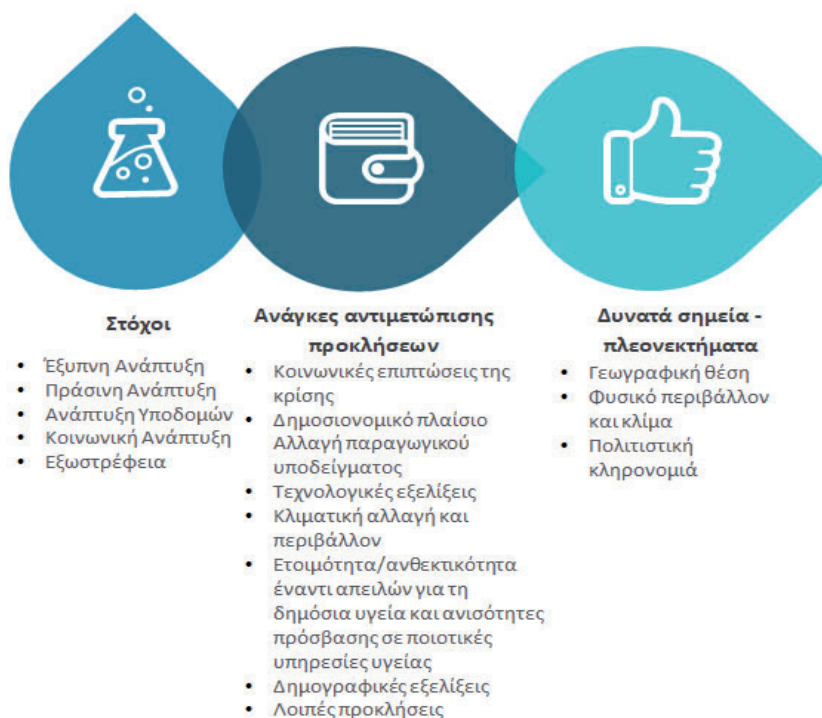 Στόχοι
• Έξυπνη Ανάπτυξη
• Πράσινη Ανάπτυξη
• Ανάπτυξη Υποδομών
• Κοινωνική Ανάπτυξη
• Εξωστρέφεια
Ανάγκες αντιμετώπισης
προκλήσεων
• Κοινωνικές επιπτώσεις της
κρίσης
• Δημοσιονομικό πλαίσιο
Αλλαγή παραγωγικού
υποδείγματος
• Τεχνολογικές εξελίξεις
• Κλιματική αλλαγή και
περιβάλλον
• Ετοιμότητα/ανθεκτικότητα
έναντι απειλών για τη
δημόσια υγεία και ανισότητες
πρόσβασης σε ποιοτικές
υπηρεσίες υγείας
• Δημογραφικές εξελίξεις
• Λοιπές προκλήσεις
Δυνατά σημεία -
πλεονεκτήματα
• Γεωγραφική θέση
• Φυσικό περιβάλλον
και κλίμα
• Πολιτιστική
κληρονομιά